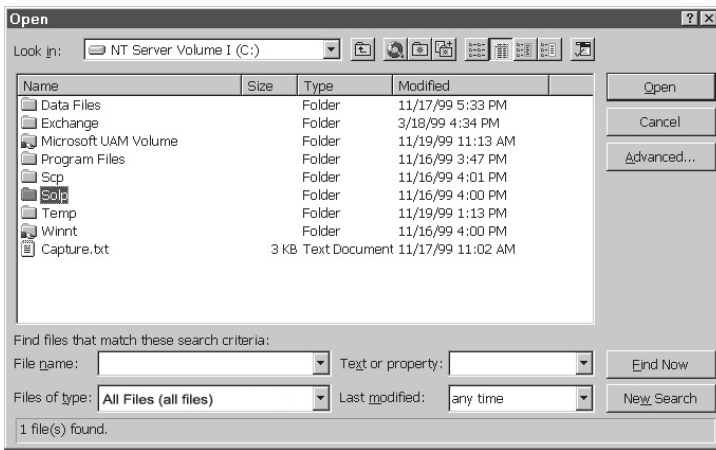 Open
Look in: NT Server Volume I (C:)
Name Size Type Modified
Data Files Folder 11/17/99 5:33 PM
Exchange Folder 3/18/99 4:34 PM
Microsoft UAM Volume Folder 11/19/99 11:13 AM
Program Files Folder 11/16/99 3:47 PM
Scp Folder 11/16/99 4:01 PM
Solp Folder 11/16/99 4:00 PM
Temp Folder 11/19/99 1:13 PM
Winnt Folder 11/16/99 4:00 PM
Capture.txt 3 KB Text Document 11/17/99 11:02 AM
Open
Cancel
Advanced...
Find files that match these search criteria:
File name: Text or property: Find Now
Files of type: All Files (all files) Last modified: any time New Search
1 file(s) found.